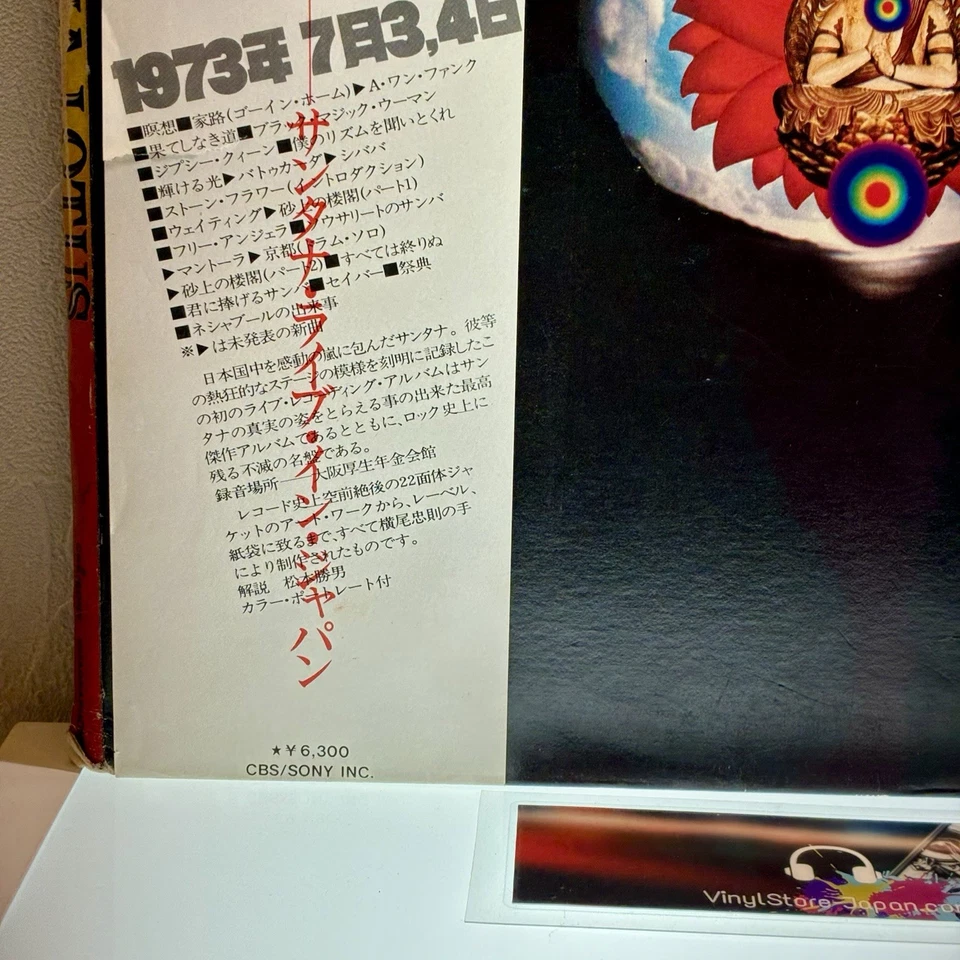 LOTUS
1973年 7月3,4日
■瞑想■家路(ゴーイン・ホーム)▶A・ワン・ファンク
■果てしなき道■ブラック・マジック・ウーマン
■ジプシー・クィーン■僕のリズムを聞いとくれ
■輝ける光▶バトゥカーダ▶シバババ
■ストーン・フラワー(イントロダクション)
■ウェイティング▶砂上の楼閣(パート1)
■フリー・アンジェラ■ソウサリートのサンバ
▶マントーラ▶京都(ドラム・ソロ)
▶砂上の楼閣(パート2)■すべては終りぬ
■君に捧げるサンバ■セイバー■祭典
■ネシャブールの出来事
※▶は未発表の新曲
日本国中を感動の嵐に包んだサンタナ。彼等
の熱狂的なステージの模様を刻明に記録したこ
の初のライブ・レコーディング・アルバムはサン
タナの真実の姿をとらえる事の出来た最高
傑作アルバムであるとともに、ロック史上に
残る不滅の名盤である。
録音場所——大阪厚生年金会館
レコード史上空前絶後の22面体ジャ
ケットのアート・ワークから、レーベル、
紙袋に致るまで、すべて横尾忠則の手
により制作されたものです。
解説 松本勝男
カラー・ポートレート付
サンタナ・ライブ・イン・ジャパン
★¥6,300
CBS/SONY INC.
VinylStore Japan.com